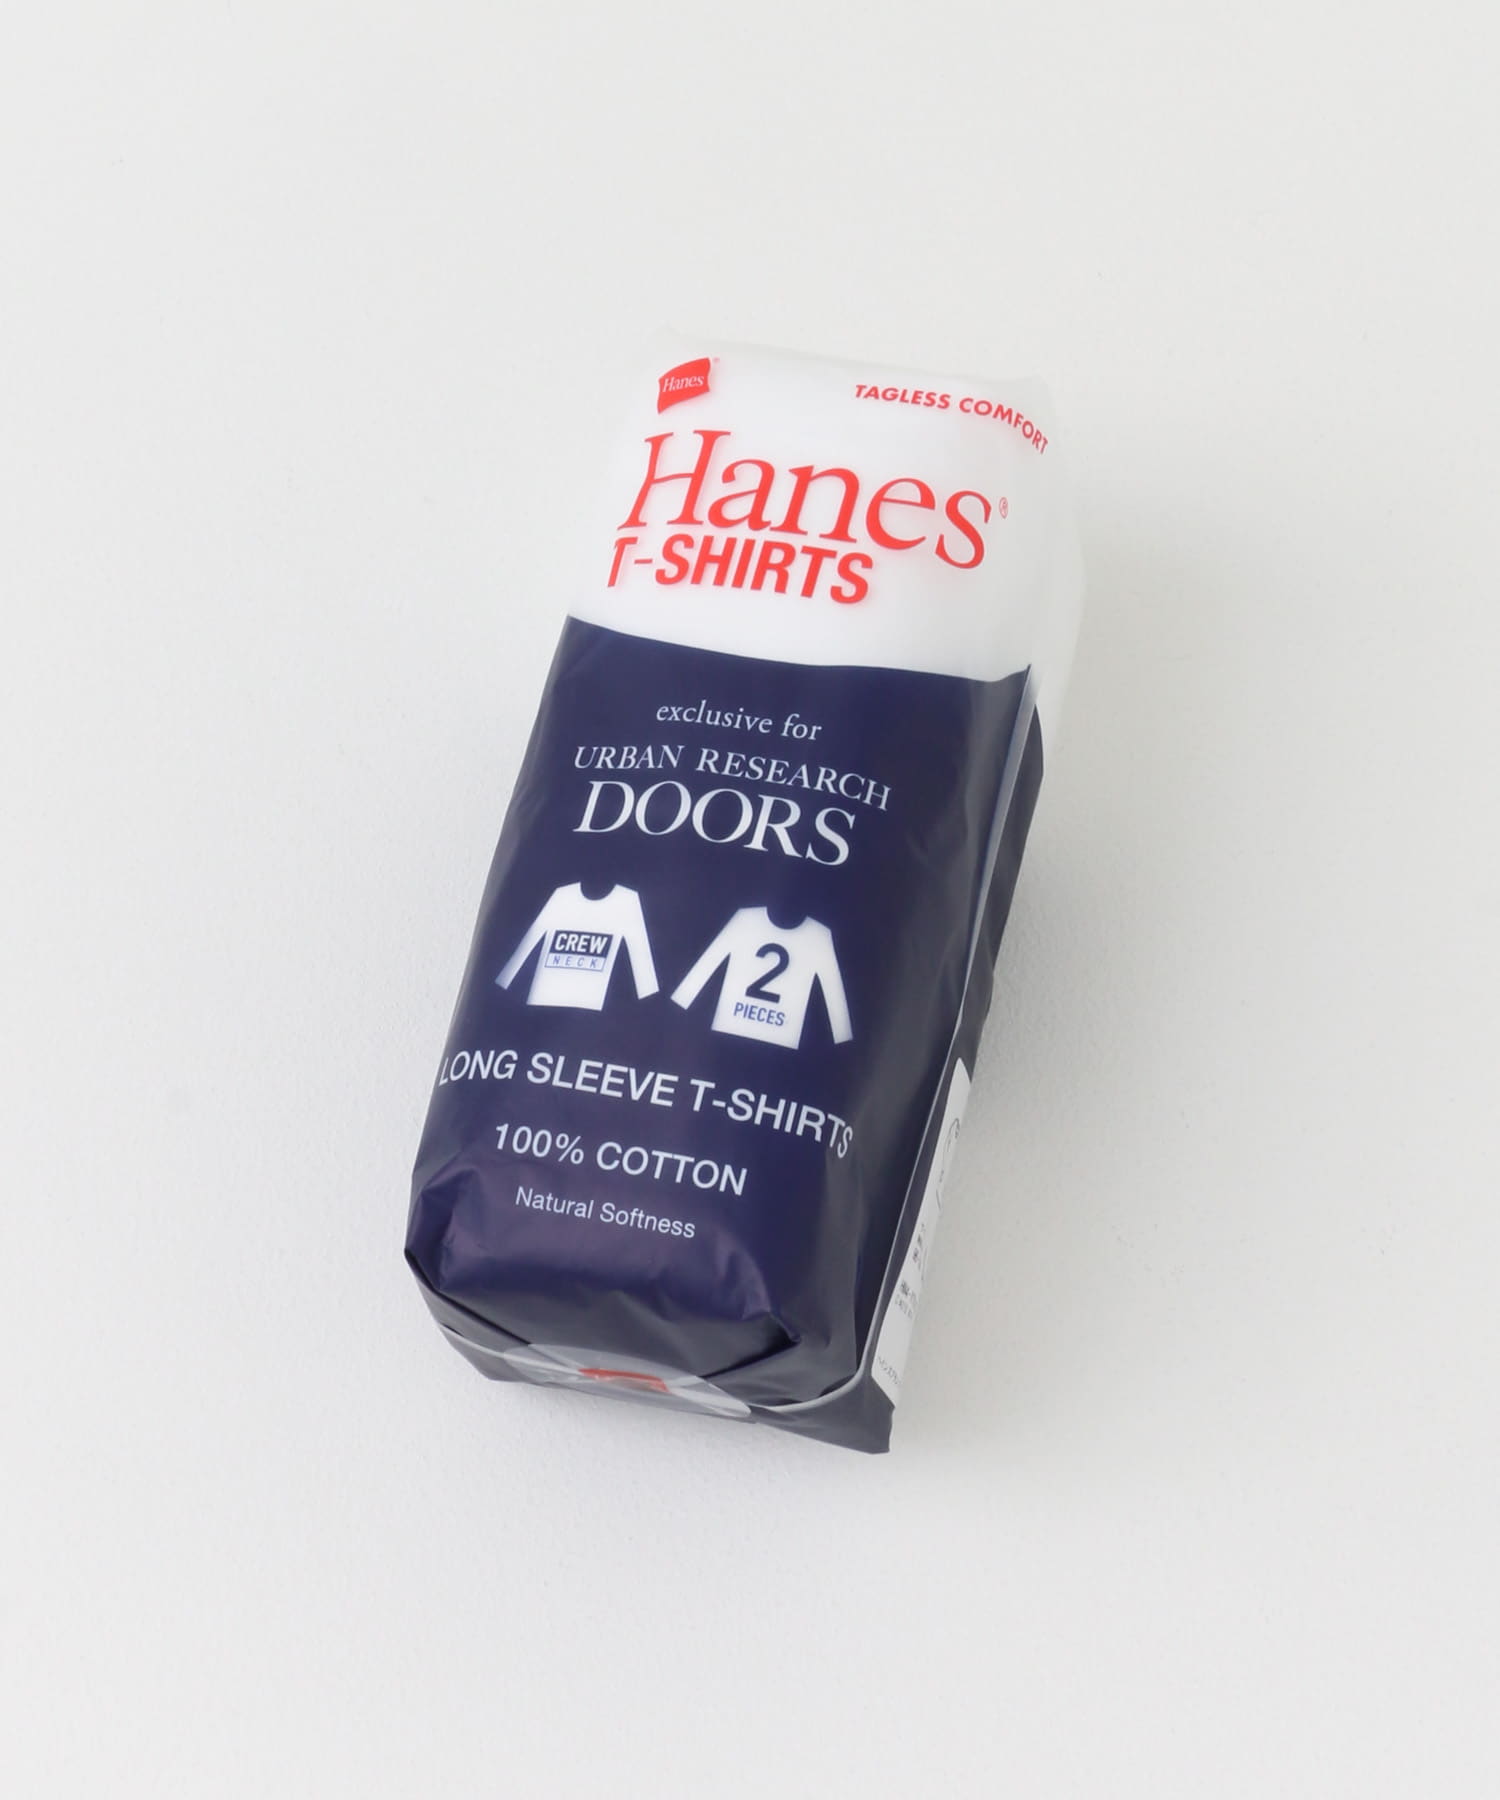 Hanes
TAGLESS COMFORT
Hanes®
T-SHIRTS
exclusive for
URBAN RESEARCH
DOORS
CREW
NECK
2
PIECES
LONG SLEEVE T-SHIRTS
100% COTTON
Natural Softness